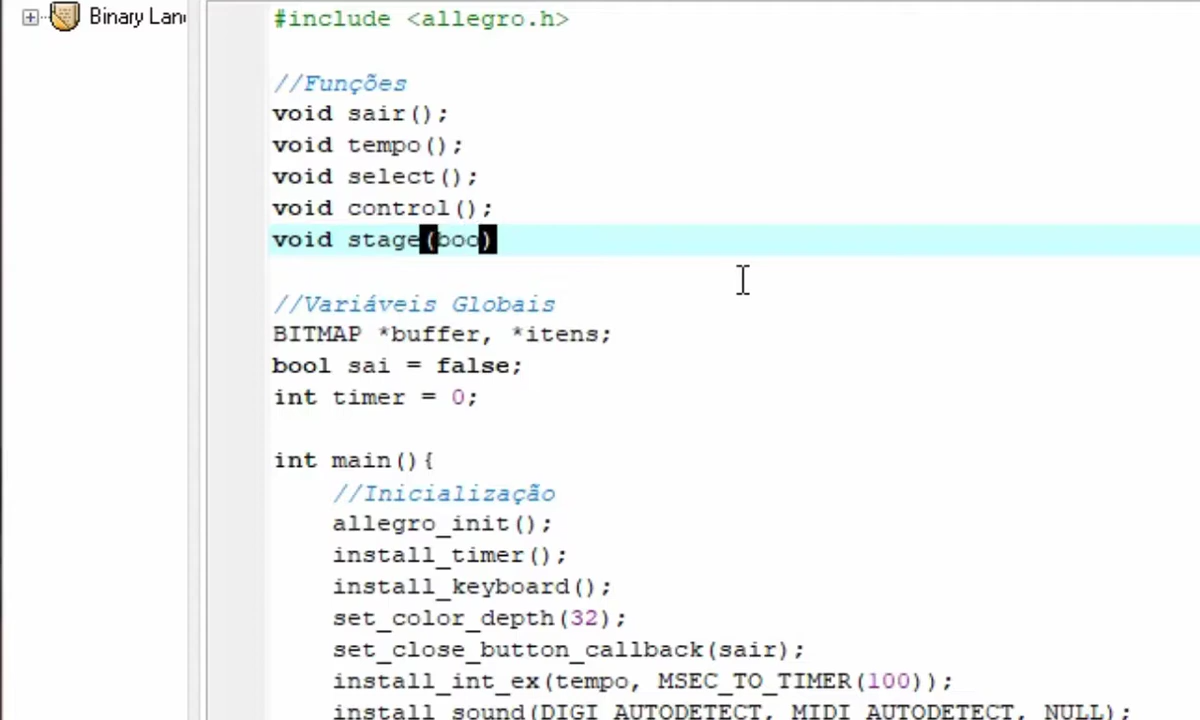 Binary Lan
#include <allegro.h>
//Funções
void sair();
void tempo();
void select();
void control();
void stage(boo)
//Variáveis Globais
BITMAP *buffer, *itens;
bool sai = false;
int timer = 0;
int main(){
//Inicialização
allegro_init();
install_timer();
install_keyboard();
set_color_depth(32);
set_close_button_callback(sair);
install_int_ex(tempo, MSEC_TO_TIMER(100));
install_sound(DIGI_AUTODETECT, MIDI_AUTODETECT, NULL);